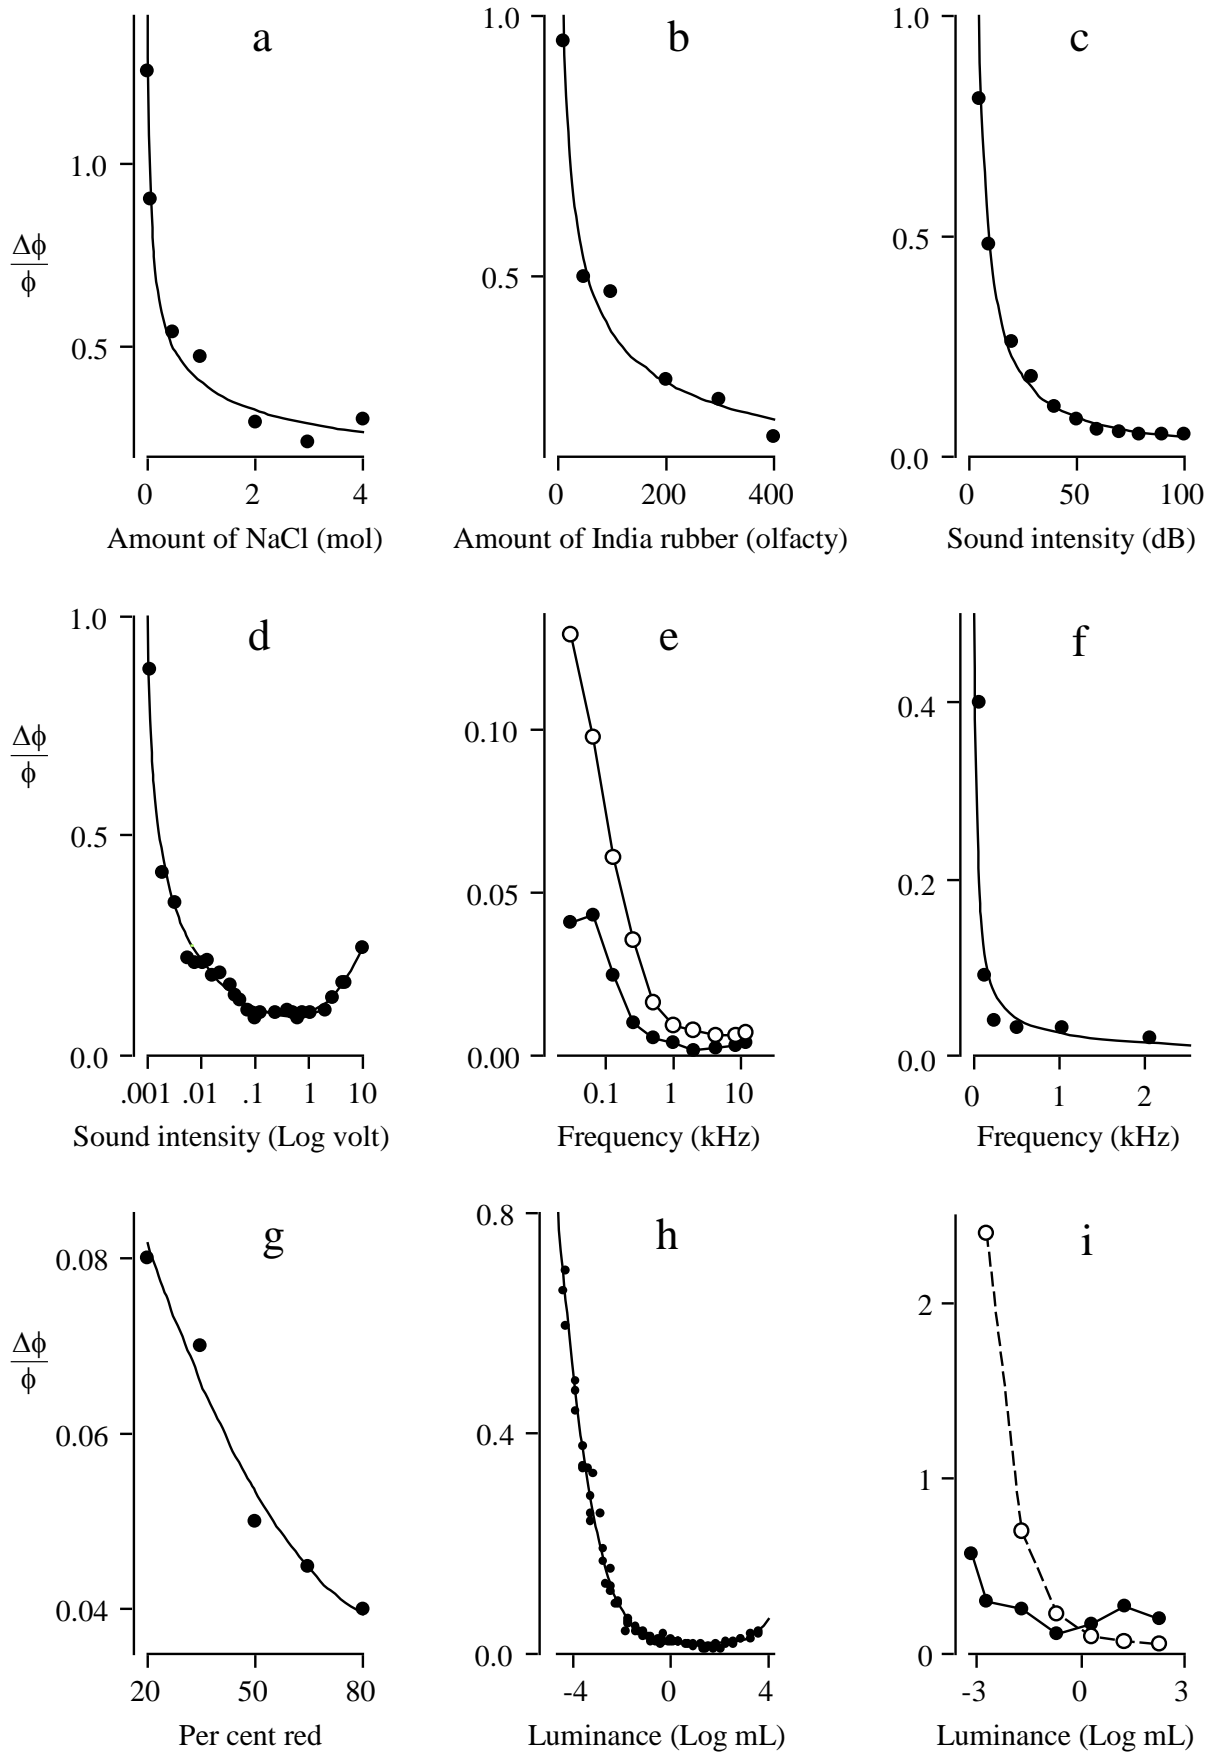 a
b
c
1.0
0.5
Δϕ
ϕ
0 2 4
Amount of NaCl (mol)
1.0
0.5
0 200 400
Amount of India rubber (olfacty)
1.0
0.5
0.0
0 50 100
Sound intensity (dB)
d
e
f
1.0
0.5
0.0
Δϕ
ϕ
.001 .01 .1 1 10
Sound intensity (Log volt)
0.10
0.05
0.00
0.1 1 10
Frequency (kHz)
0.4
0.2
0.0
0 1 2
Frequency (kHz)
g
h
i
0.08
0.06
0.04
Δϕ
ϕ
20 50 80
Per cent red
0.8
0.4
0.0
-4 0 4
Luminance (Log mL)
2
1
0
-3 0 3
Luminance (Log mL)